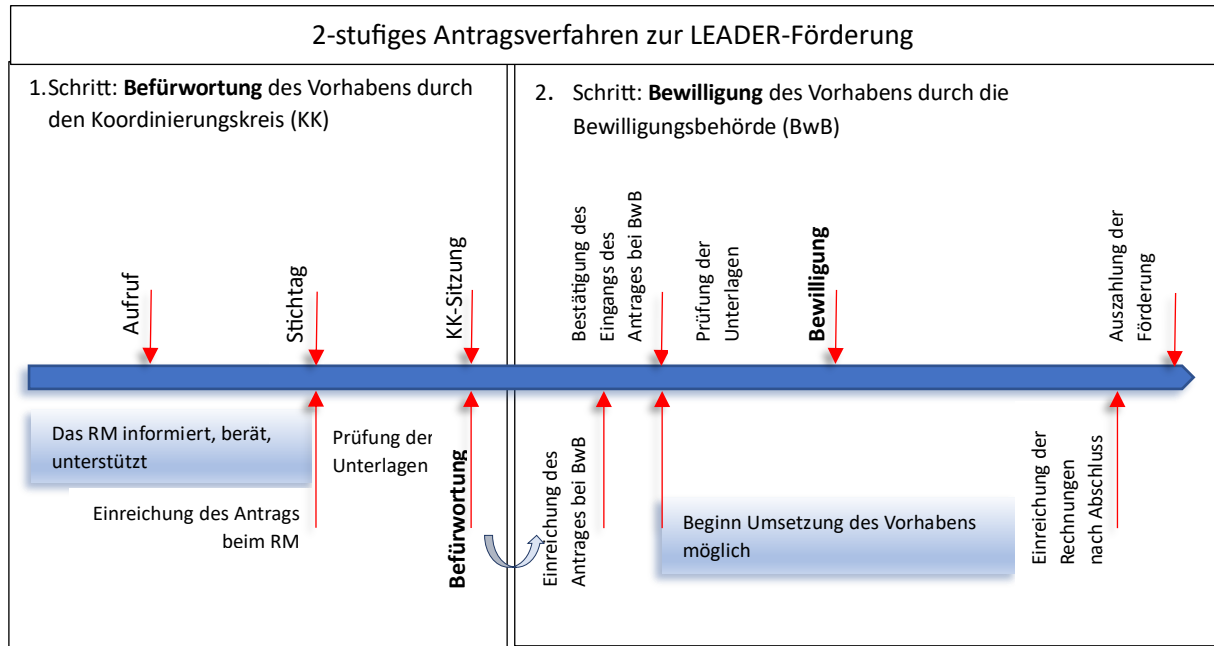 2-stufiges Antragsverfahren zur LEADER-Förderung
1. Schritt: Befürwortung des Vorhabens durch
den Koordinierungskreis (KK)
Aufruf
Stichtag
KK-Sitzung
Das RM informiert, berät,
unterstützt
Einreichung des Antrags
beim RM
Prüfung der
Unterlagen
Befürwortung
2. Schritt: Bewilligung des Vorhabens durch die
Bewilligungsbehörde (BwB)
Bestätigung des
Eingangs des
Antrages bei BwB
Prüfung der
Unterlagen
Bewilligung
Auszahlung der
Förderung
Einreichung des
Antrages bei BwB
Beginn Umsetzung des Vorhabens
möglich
Einreichung der
Rechnungen
nach Abschluss